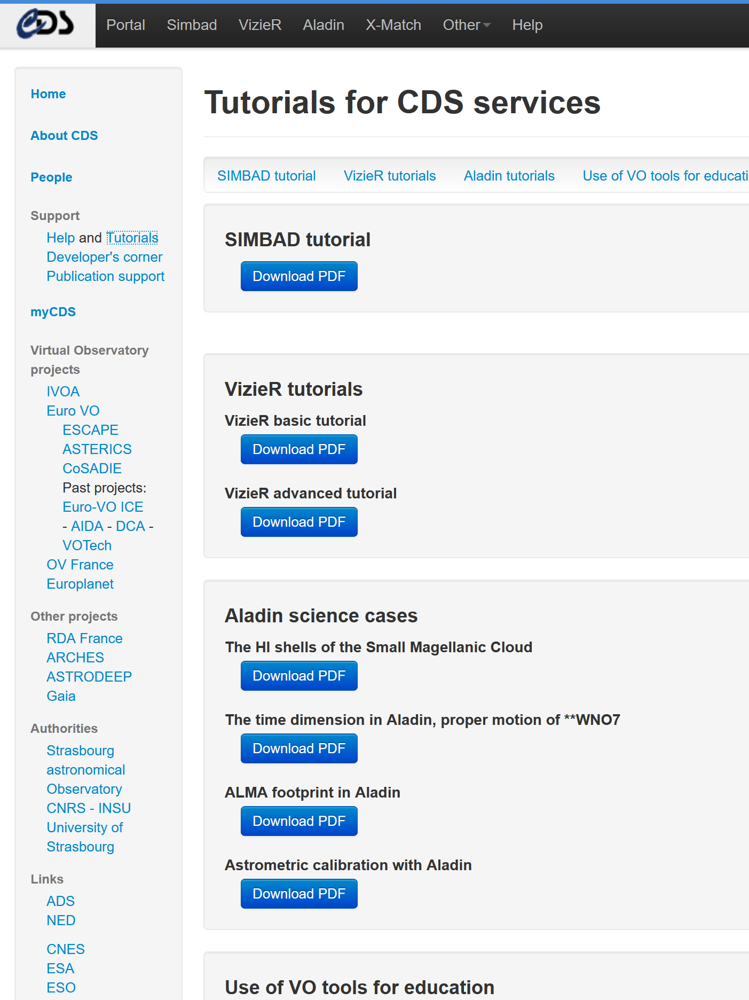 CDS
Portal Simbad VizieR Aladin X-Match Other Help
Home
About CDS
People
Support
Help and Tutorials
Developer's corner
Publication support
myCDS
Virtual Observatory
projects
IVOA
Euro VO
ESCAPE
ASTERICS
CoSADIE
Past projects:
Euro-VO ICE
- AIDA - DCA -
VOTech
OV France
Europlanet
Other projects
RDA France
ARCHES
ASTRODEEP
Gaia
Authorities
Strasbourg
astronomical
Observatory
CNRS - INSU
University of
Strasbourg
Links
ADS
NED
CNES
ESA
ESO
Tutorials for CDS services
SIMBAD tutorial VizieR tutorials Aladin tutorials Use of VO tools for educati
SIMBAD tutorial
Download PDF
VizieR tutorials
VizieR basic tutorial
Download PDF
VizieR advanced tutorial
Download PDF
Aladin science cases
The HI shells of the Small Magellanic Cloud
Download PDF
The time dimension in Aladin, proper motion of **WNO7
Download PDF
ALMA footprint in Aladin
Download PDF
Astrometric calibration with Aladin
Download PDF
Use of VO tools for education